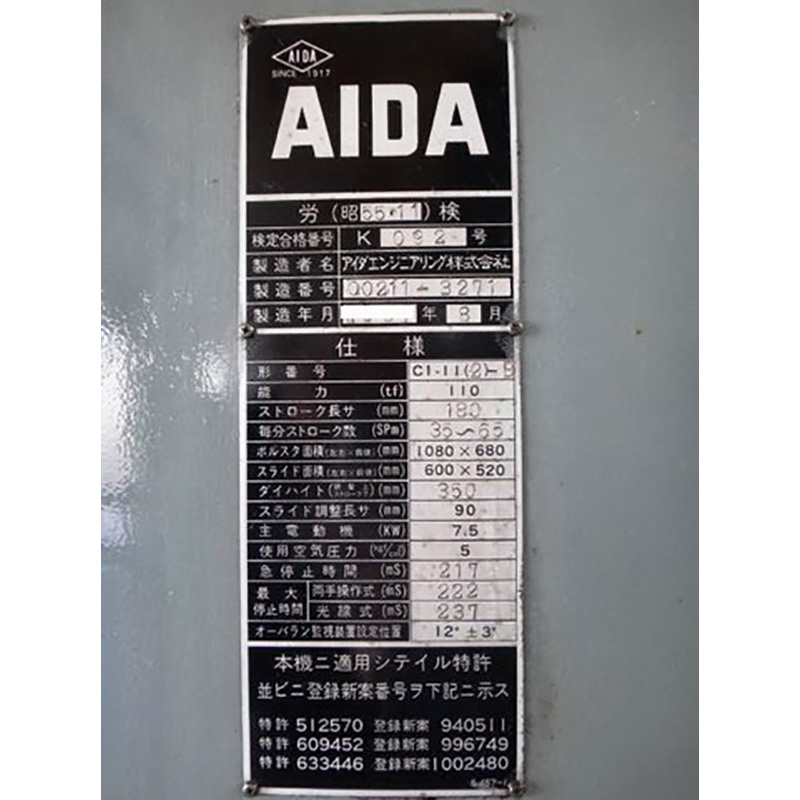 AIDA
SINCE 1917
AIDA
労(昭55・11)検
検定合格番号 K 092 号
製造者名 アイダエンジニアリング株式会社
製造番号 00211-3271
製造年月 年 8 月
仕様
形番号 C1-11(2)-B
能力 (tf) 110
ストローク長サ (mm) 180
毎分ストローク数 (SPm) 35~65
ボルスタ面積(左右×前後) (mm) 1080×680
スライド面積(左右×前後) (mm) 600×520
ダイハイト (mm) 350
スライド調整長サ (mm) 90
主電動機 (KW) 7.5
使用空気圧力 (kg/cm²) 5
急停止時間 (mS) 217
最大停止時間 両手操作式 (mS) 222
光線式 (mS) 237
オーバラン監視装置設定位置 12°±3°
本機ニ適用シテイル特許
並ビニ登録新案番号ヲ下記ニ示ス
特許 512570 登録新案 940511
特許 609452 登録新案 996749
特許 633446 登録新案 1002480